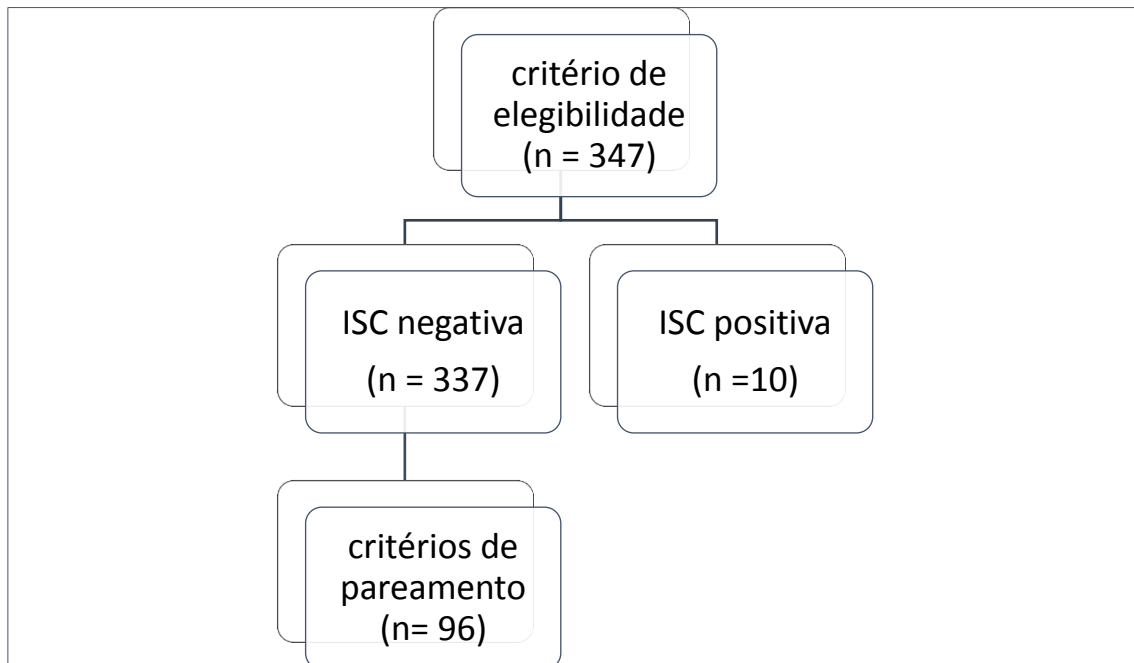 critério de
elegibilidade
(n = 347)
ISC negativa
(n = 337)
ISC positiva
(n =10)
critérios de
pareamento
(n= 96)